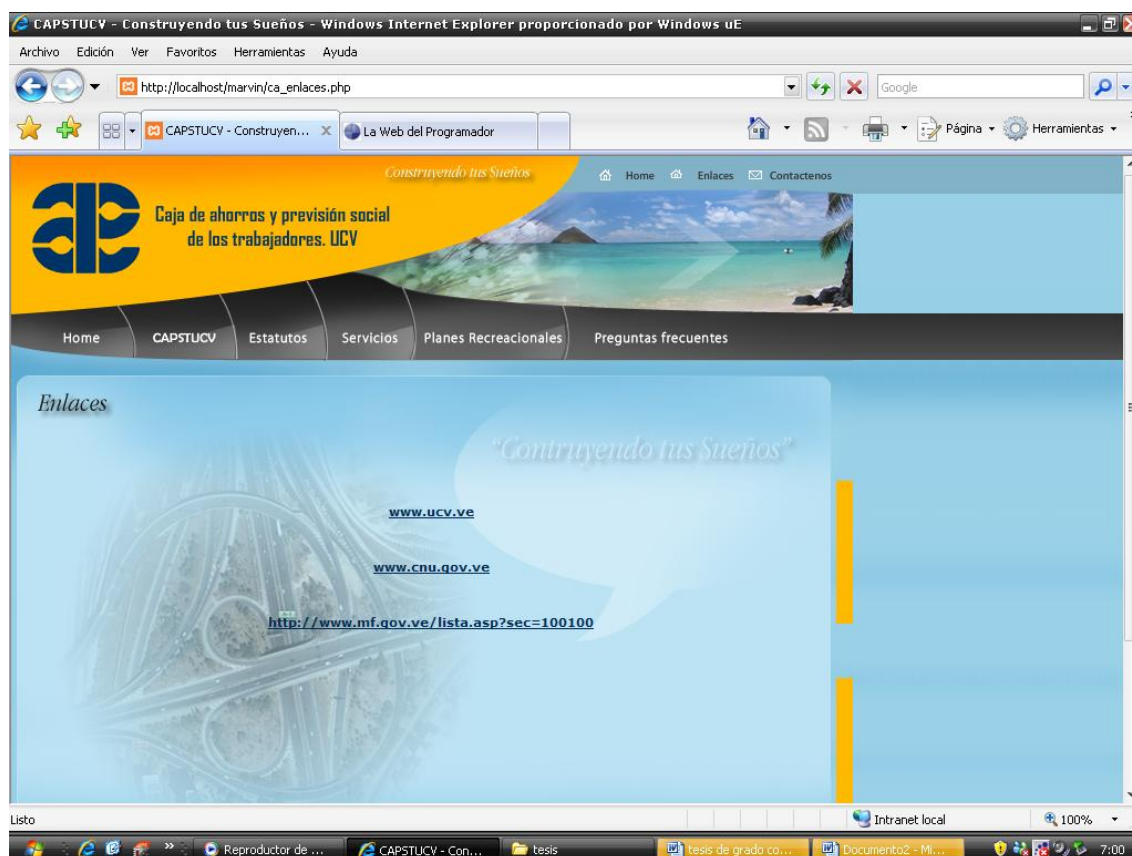 CAPSTUCV - Construyendo tus Sueños - Windows Internet Explorer proporcionado por Windows uE
Archivo Edición Ver Favoritos Herramientas Ayuda
http://localhost/marvin/ca_enlaces.php
Google
CAPSTUCV - Construyen... X
La Web del Programador
Página
Herramientas
Construyendo tus Sueños
Home Enlaces Contactenos
Caja de ahorros y previsión social
de los trabajadores. UCV
Home CAPSTUCV Estatutos Servicios Planes Recreacionales Preguntas frecuentes
Enlaces
"Contruyendo tus Sueños"
www.ucv.ve
www.cnu.gov.ve
http://www.mf.gov.ve/lista.asp?sec=100100
Listo
Intranet local
100%
Reproductor de ...
CAPSTUCV - Con...
tesis
tesis de grado co...
Documento2 - Mi...
7:00